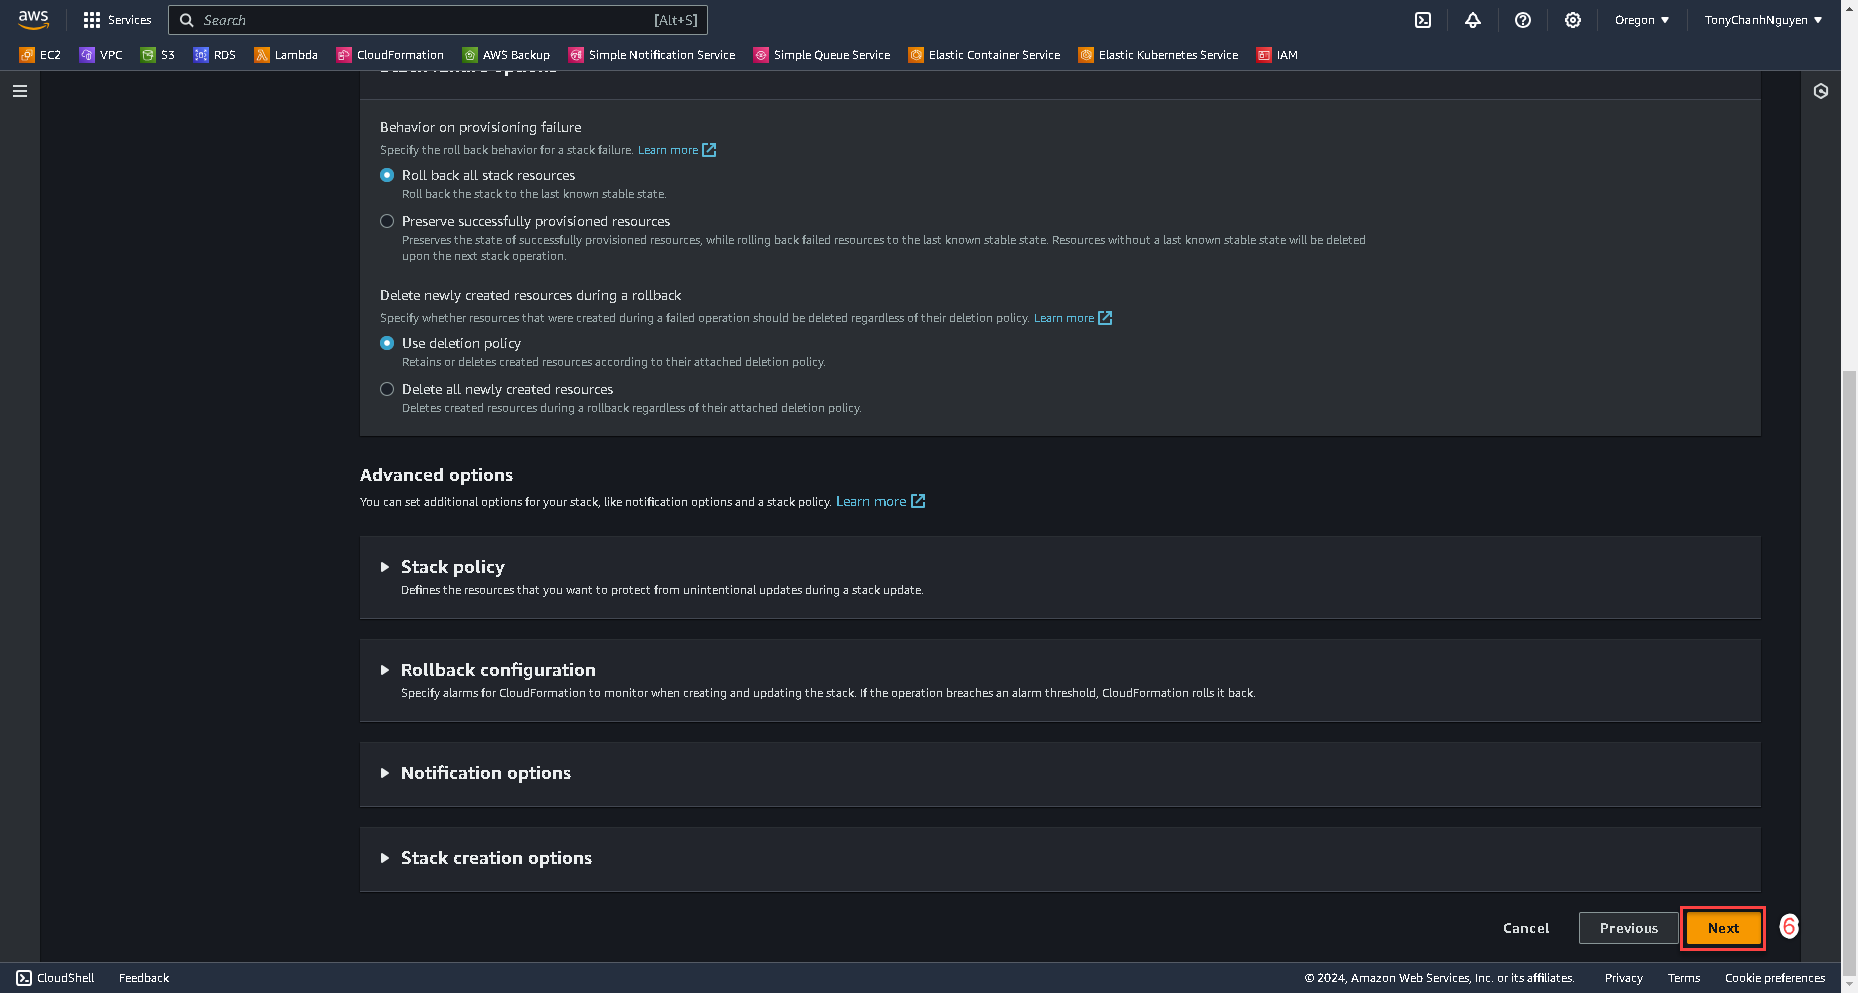 aws
Services
Search
[Alt+S]
Oregon ▼
TonyChanhNguyen ▼
EC2
VPC
S3
RDS
Lambda
CloudFormation
AWS Backup
Simple Notification Service
Simple Queue Service
Elastic Container Service
Elastic Kubernetes Service
IAM
Behavior on provisioning failure
Specify the roll back behavior for a stack failure. Learn more
Roll back all stack resources
Roll back the stack to the last known stable state.
Preserve successfully provisioned resources
Preserves the state of successfully provisioned resources, while rolling back failed resources to the last known stable state. Resources without a last known stable state will be deleted
upon the next stack operation.
Delete newly created resources during a rollback
Specify whether resources that were created during a failed operation should be deleted regardless of their deletion policy. Learn more
Use deletion policy
Retains or deletes created resources according to their attached deletion policy.
Delete all newly created resources
Deletes created resources during a rollback regardless of their attached deletion policy.
Advanced options
You can set additional options for your stack, like notification options and a stack policy. Learn more
Stack policy
Defines the resources that you want to protect from unintentional updates during a stack update.
Rollback configuration
Specify alarms for CloudFormation to monitor when creating and updating the stack. If the operation breaches an alarm threshold, CloudFormation rolls it back.
Notification options
Stack creation options
Cancel
Previous
Next
6
CloudShell
Feedback
© 2024, Amazon Web Services, Inc. or its affiliates.
Privacy
Terms
Cookie preferences